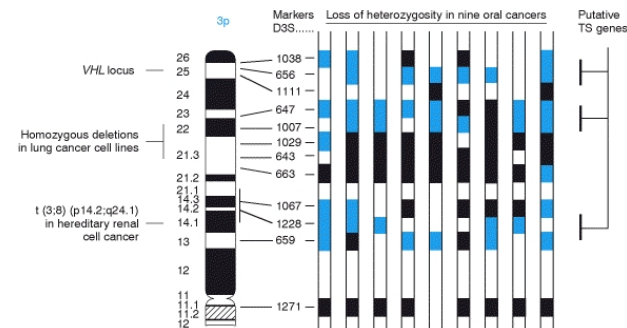 3p
Markers
D3S......
Loss of heterozygosity in nine oral cancers
Putative
TS genes
VHL locus
Homozygous deletions
in lung cancer cell lines
t (3;8) (p14.2;q24.1)
in hereditary renal
cell cancer
26
25
24
23
22
21.3
21.2
21.1
14.3
14.2
14.1
13
12
11
11.1
11.2
12
1038
656
1111
647
1007
1029
643
663
1067
1228
659
1271